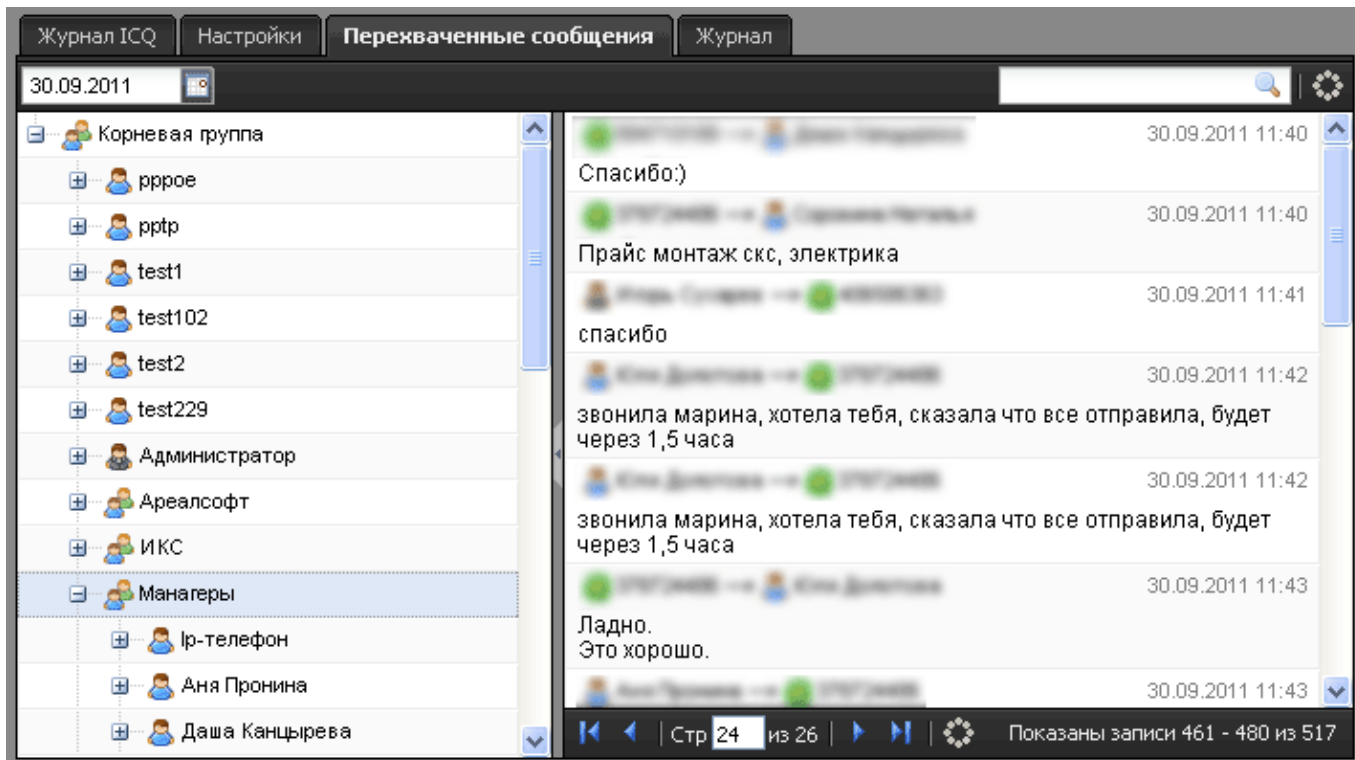 Журнал ICQ Настройки Перехваченные сообщения Журнал
30.09.2011
Корневая группа
pppoe
pptp
test1
test102
test2
test229
Администратор
Ареалсофт
ИКС
Манагеры
Ip-телефон
Аня Пронина
Даша Канцырева
30.09.2011 11:40
Спасибо:)
30.09.2011 11:40
Прайс монтаж скс, электрика
30.09.2011 11:41
спасибо
30.09.2011 11:42
звонила марина, хотела тебя, сказала что все отправила, будет
через 1,5 часа
30.09.2011 11:42
звонила марина, хотела тебя, сказала что все отправила, будет
через 1,5 часа
30.09.2011 11:43
Ладно.
Это хорошо.
30.09.2011 11:43
Стр 24 из 26 Показаны записи 461 - 480 из 517